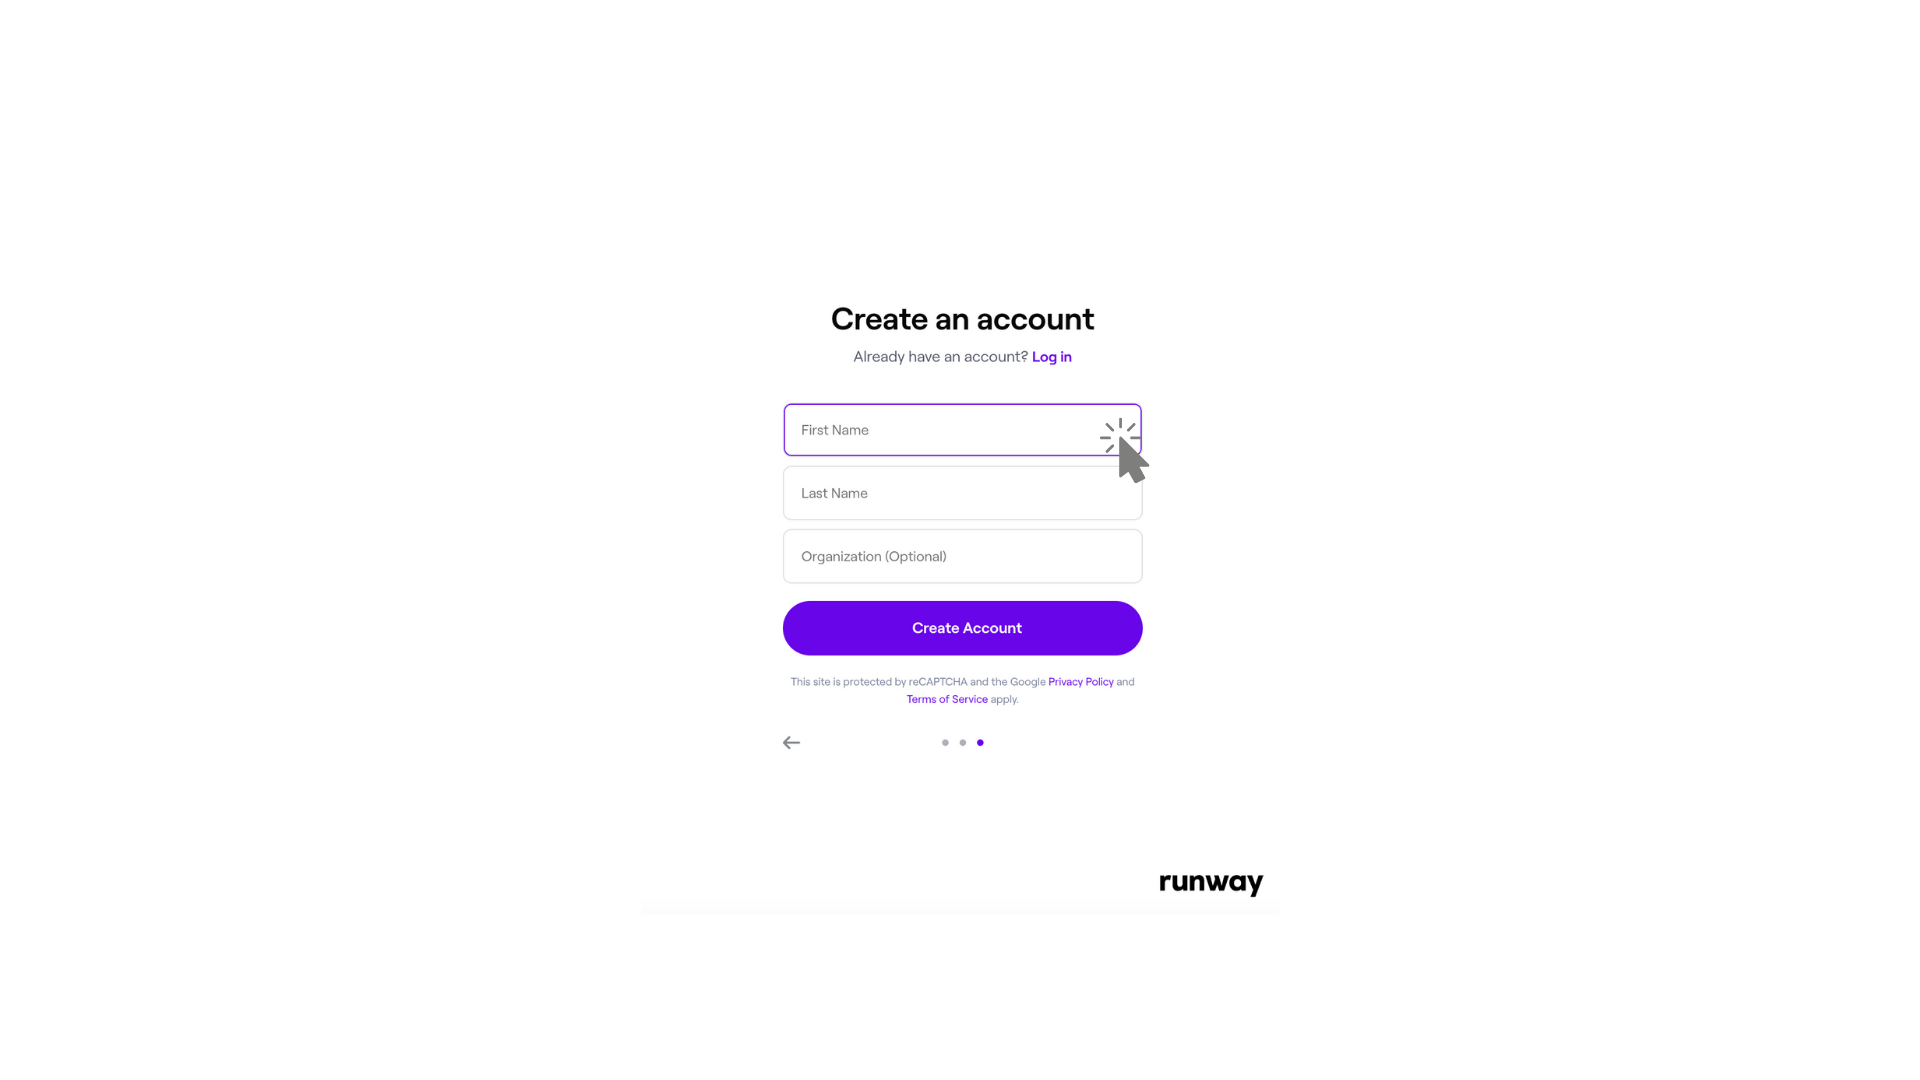 Create an account
Already have an account? Log in
First Name
Last Name
Organization (Optional)
Create Account
This site is protected by reCAPTCHA and the Google Privacy Policy and
Terms of Service apply.
runway